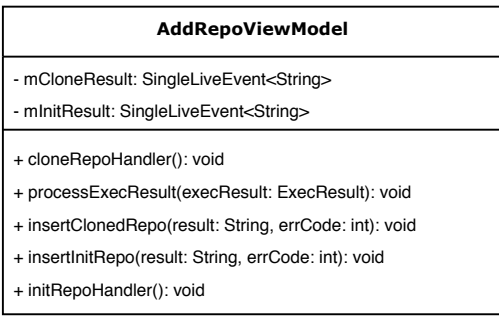 AddRepoViewModel
- mCloneResult: SingleLiveEvent<String>
- mInitResult: SingleLiveEvent<String>
+ cloneRepoHandler(): void
+ processExecResult(execResult: ExecResult): void
+ insertClonedRepo(result: String, errCode: int): void
+ insertInitRepo(result: String, errCode: int): void
+ initRepoHandler(): void